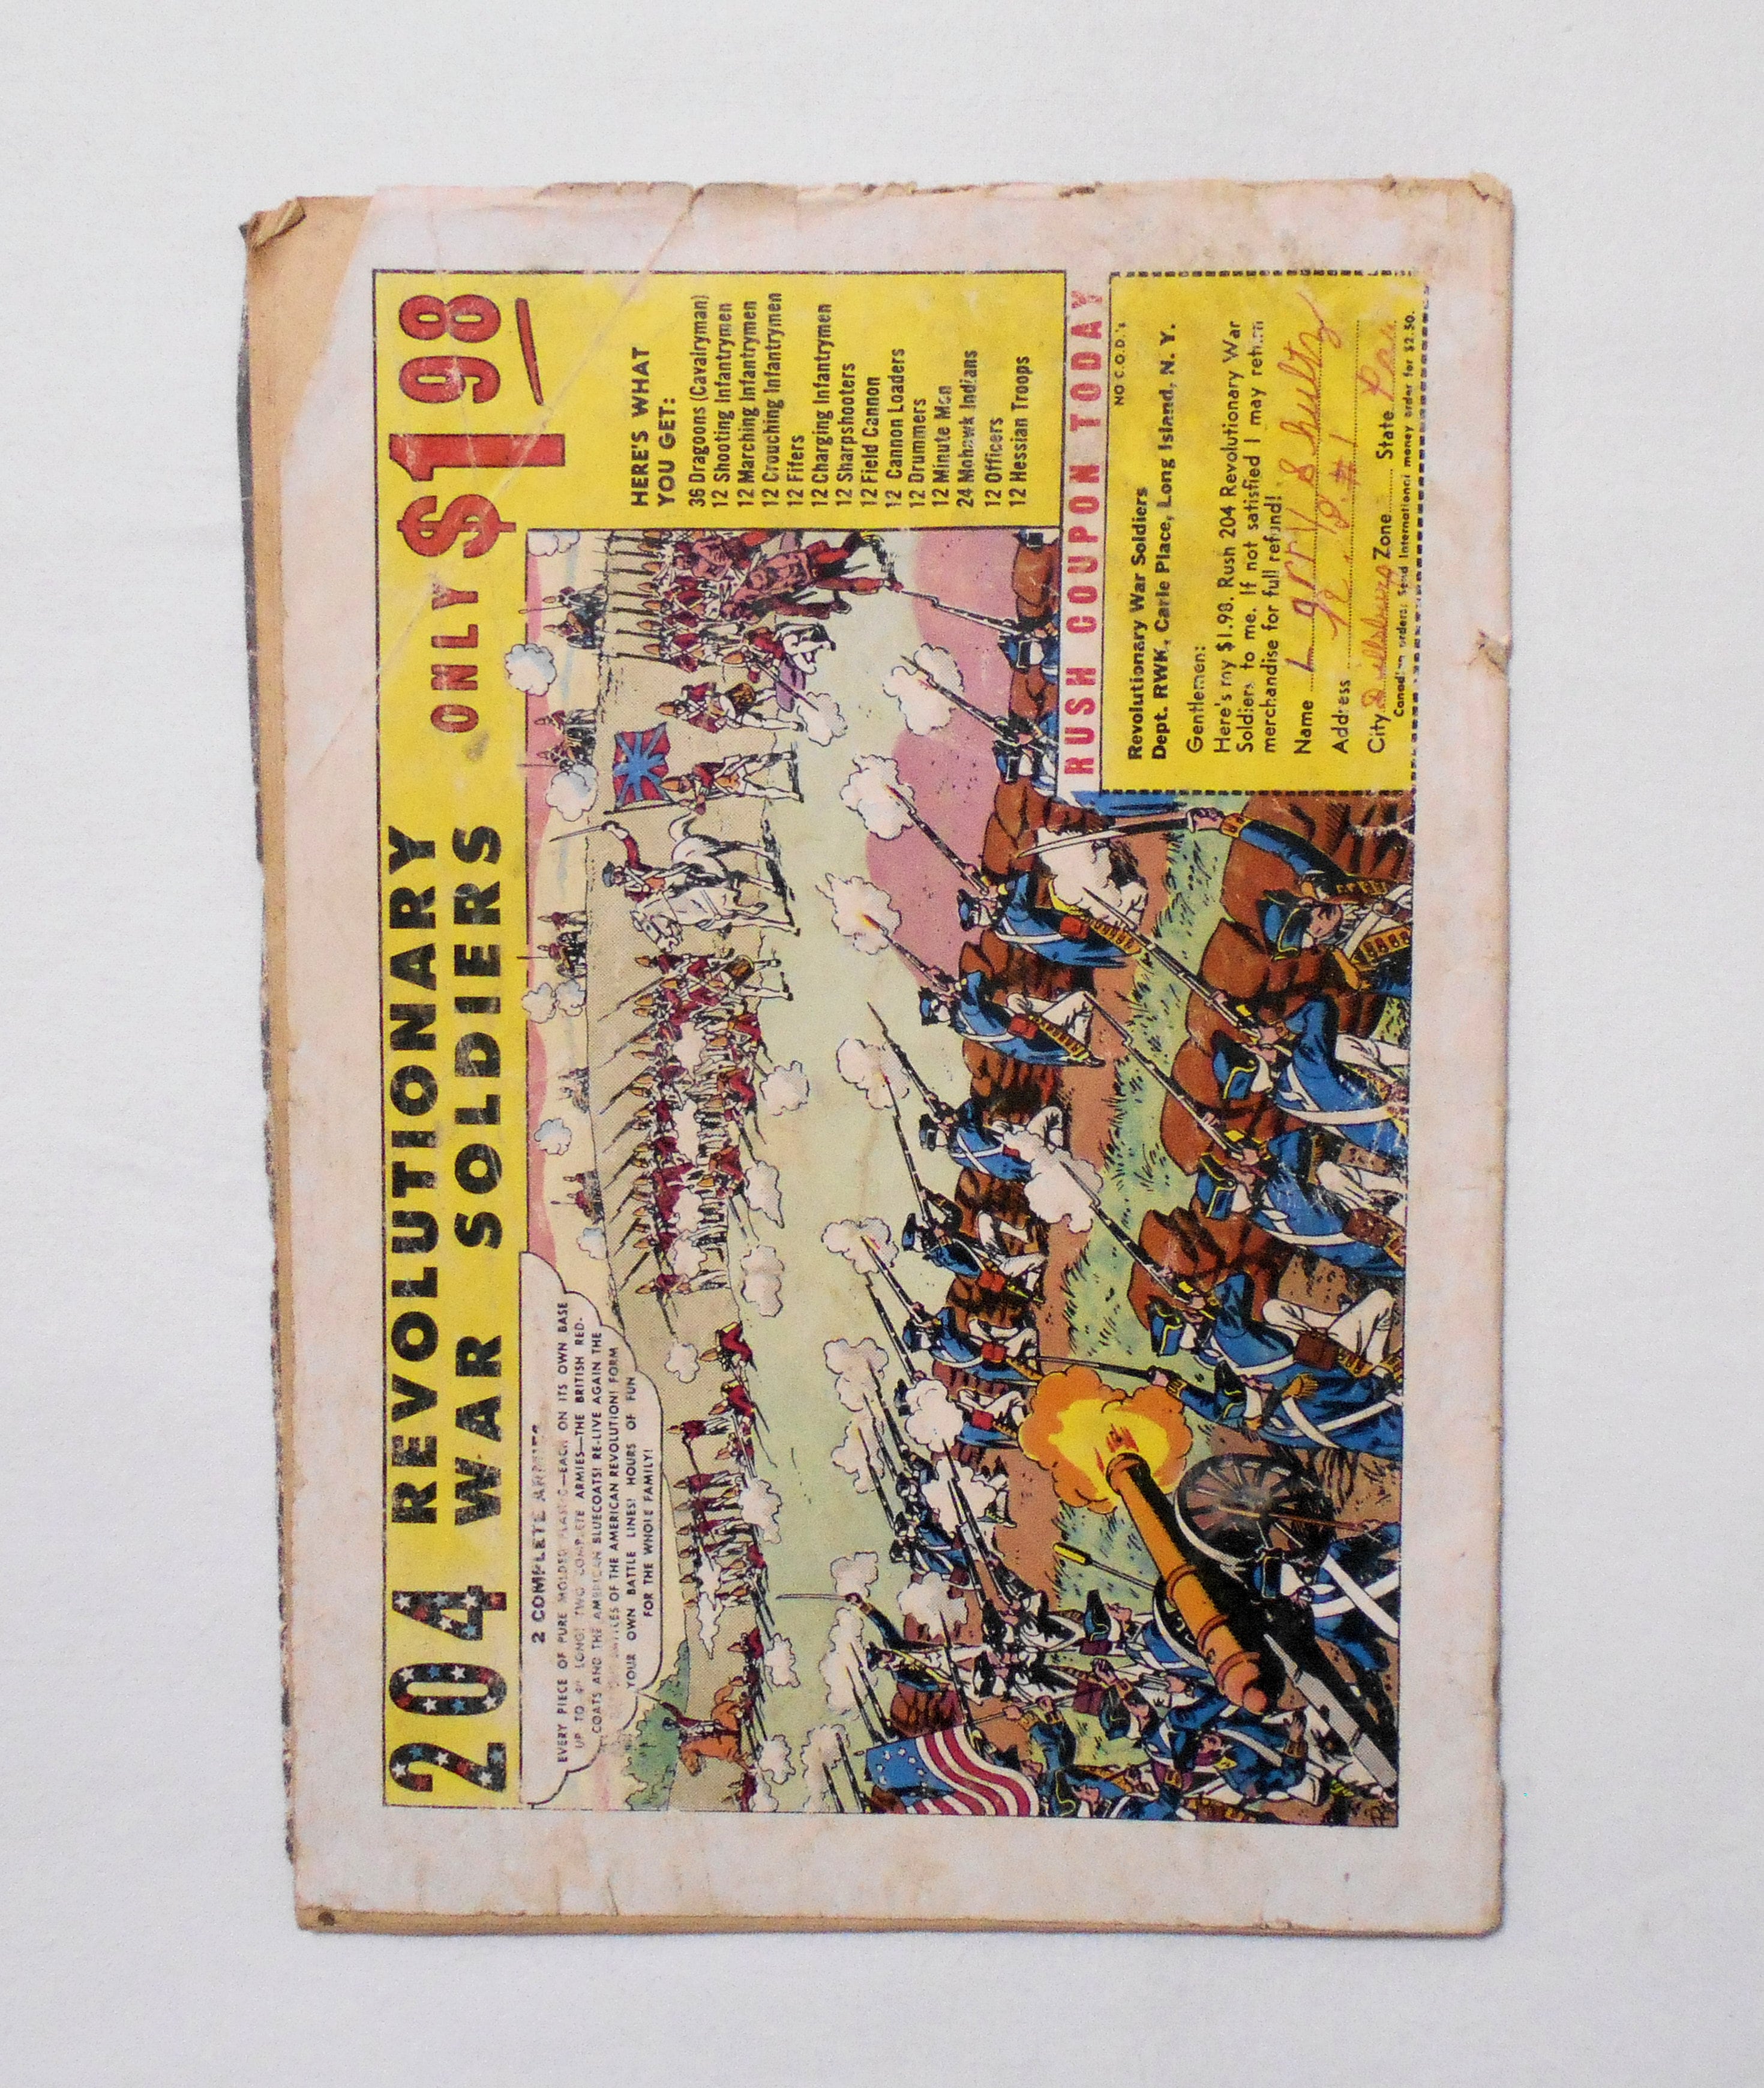 204 REVOLUTIONARY
WAR SOLDIERS
ONLY $1 98
2 COMPLETE ARMIES
EVERY PIECE OF PURE MOLDED PLASTIC—EACH ON ITS OWN BASE
UP TO 4" LONG! TWO COMPLETE ARMIES—THE BRITISH RED-
COATS AND THE AMERICAN BLUECOATS! RE-LIVE AGAIN THE
BATTLES OF THE AMERICAN REVOLUTION! FORM
YOUR OWN BATTLE LINES! HOURS OF FUN
FOR THE WHOLE FAMILY!
HERE'S WHAT
YOU GET:
36 Dragoons (Cavalryman)
12 Shooting Infantrymen
12 Marching Infantrymen
12 Crouching Infantrymen
12 Fifers
12 Charging Infantrymen
12 Sharpshooters
12 Field Cannon
12 Cannon Loaders
12 Drummers
12 Minute Men
24 Mohawk Indians
12 Officers
12 Hessian Troops
RUSH COUPON TODAY
NO C.O.D.'s
Revolutionary War Soldiers
Dept. RWK, Carle Place, Long Island, N. Y.
Gentlemen:
Here's my $1.98. Rush 204 Revolutionary War
Soldiers to me. If not satisfied I may return
merchandise for full refund!
Name Larry Shultz
Address R. D. #1
City Dillsburg Zone State Penn
Canadian orders: Send International money order for $2.50.